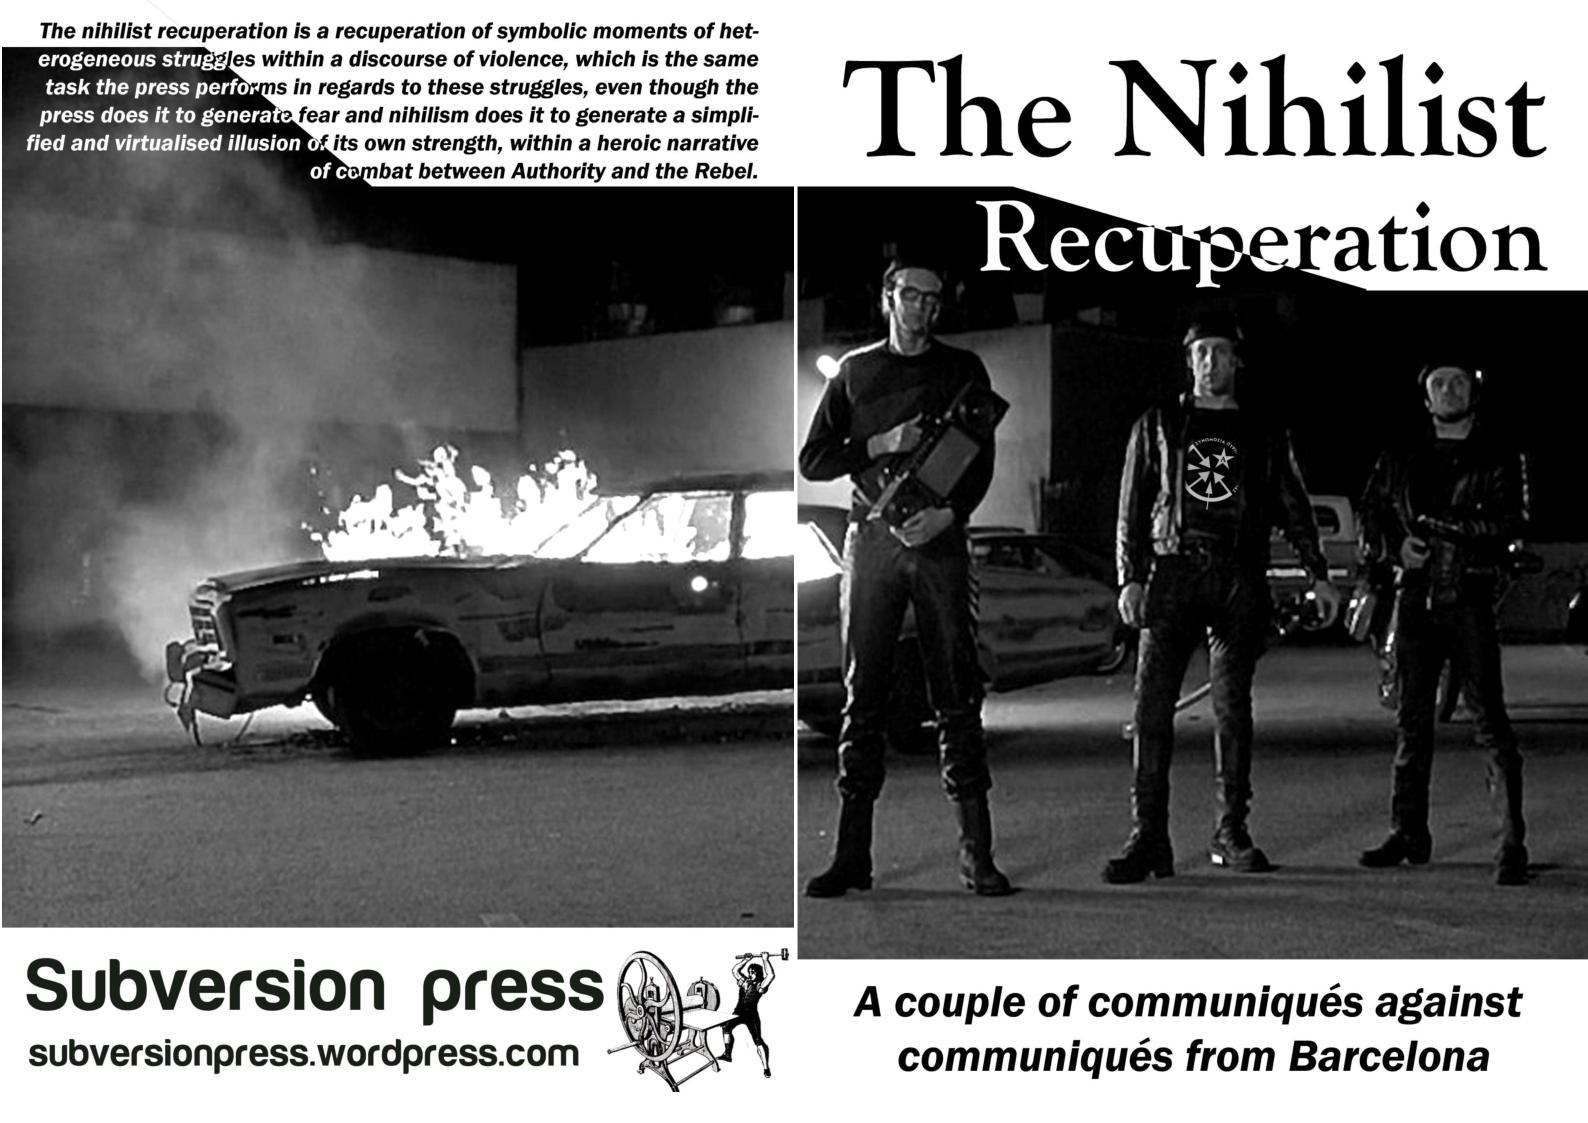 The nihilist recuperation is a recuperation of symbolic moments of het-
erogeneous struggles within a discourse of violence, which is the same
task the press performs in regards to these struggles, even though the
press does it to generate fear and nihilism does it to generate a simpli-
fied and virtualised illusion of its own strength, within a heroic narrative
of combat between Authority and the Rebel.
Subversion press
subversionpress.wordpress.com
The Nihilist
Recuperation
A couple of communiqués against
communiqués from Barcelona